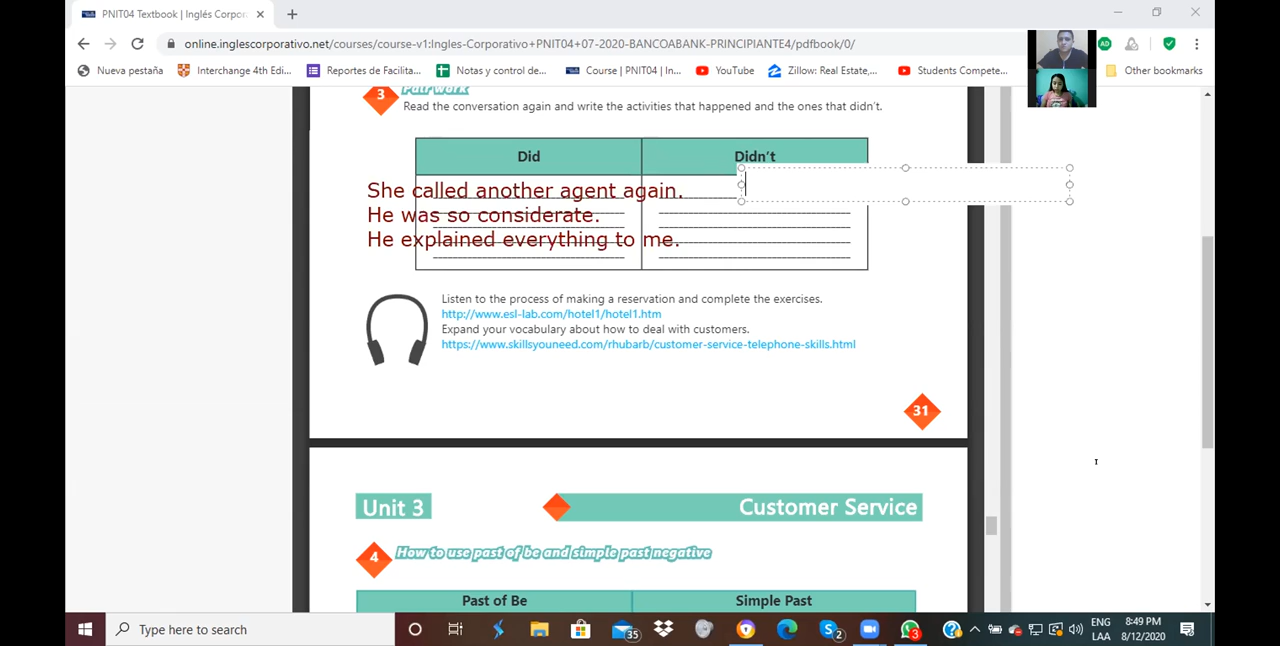 PNIT04 Textbook | Inglés Corpor
online.inglescorporativo.net/courses/course-v1:Ingles-Corporativo+PNIT04+07-2020-BANCOABANK-PRINCIPIANTE4/pdfbook/0/
Nueva pestaña
Interchange 4th Edi...
Reportes de Facilita...
Notas y control de...
Course | PNIT04 | In...
YouTube
Zillow: Real Estate,...
Students Compete...
Other bookmarks
3 Pair Work
Read the conversation again and write the activities that happened and the ones that didn't.
Did
Didn't
She called another agent again.
He was so considerate.
He explained everything to me.
Listen to the process of making a reservation and complete the exercises.
http://www.esl-lab.com/hotel1/hotel1.htm
Expand your vocabulary about how to deal with customers.
https://www.skillsyouneed.com/rhubarb/customer-service-telephone-skills.html
31
Unit 3
Customer Service
4 How to use past of be and simple past negative
Past of Be
Simple Past
Type here to search
35
2
3
ENG
LAA
8:49 PM
8/12/2020